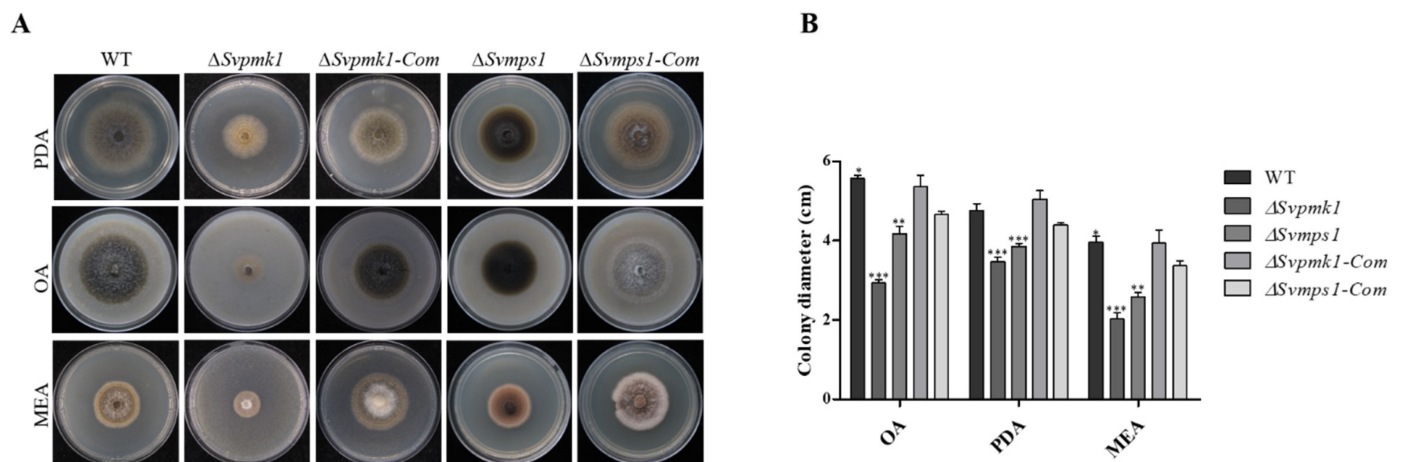 A
B
WT ΔSvpmk1 ΔSvpmk1-Com ΔSvmps1 ΔSvmps1-Com
PDA
OA
MEA
Colony diameter (cm)
6
4
2
0
* *** ** *** *** * *** **
OA PDA MEA
WT
ΔSvpmk1
ΔSvmps1
ΔSvpmk1-Com
ΔSvmps1-Com